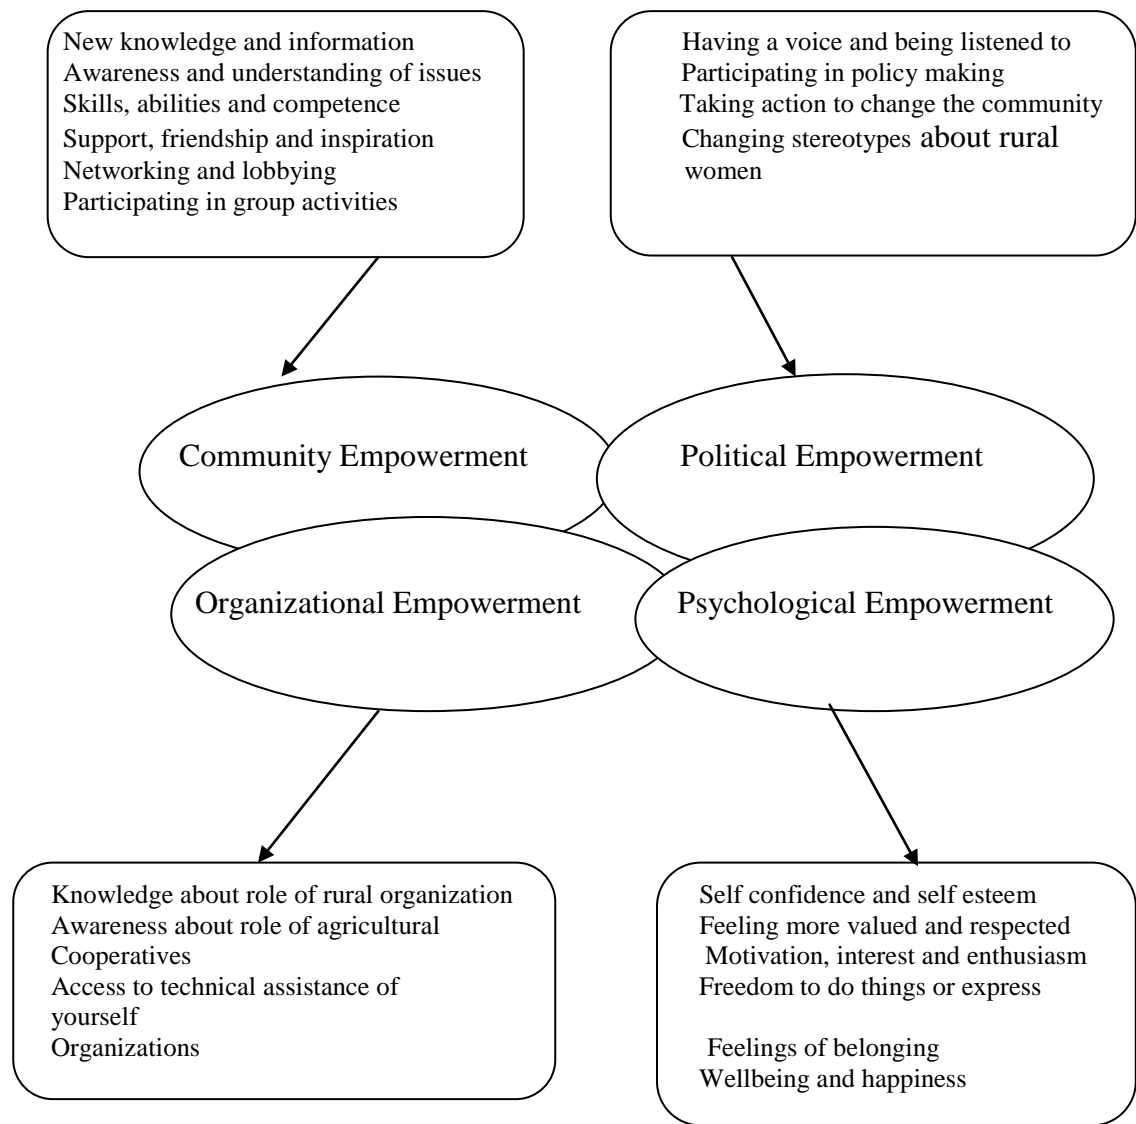 New knowledge and information
Awareness and understanding of issues
Skills, abilities and competence
Support, friendship and inspiration
Networking and lobbying
Participating in group activities
Having a voice and being listened to
Participating in policy making
Taking action to change the community
Changing stereotypes about rural
women
Community Empowerment
Political Empowerment
Organizational Empowerment
Psychological Empowerment
Knowledge about role of rural organization
Awareness about role of agricultural
Cooperatives
Access to technical assistance of
yourself
Organizations
Self confidence and self esteem
Feeling more valued and respected
Motivation, interest and enthusiasm
Freedom to do things or express
Feelings of belonging
Wellbeing and happiness